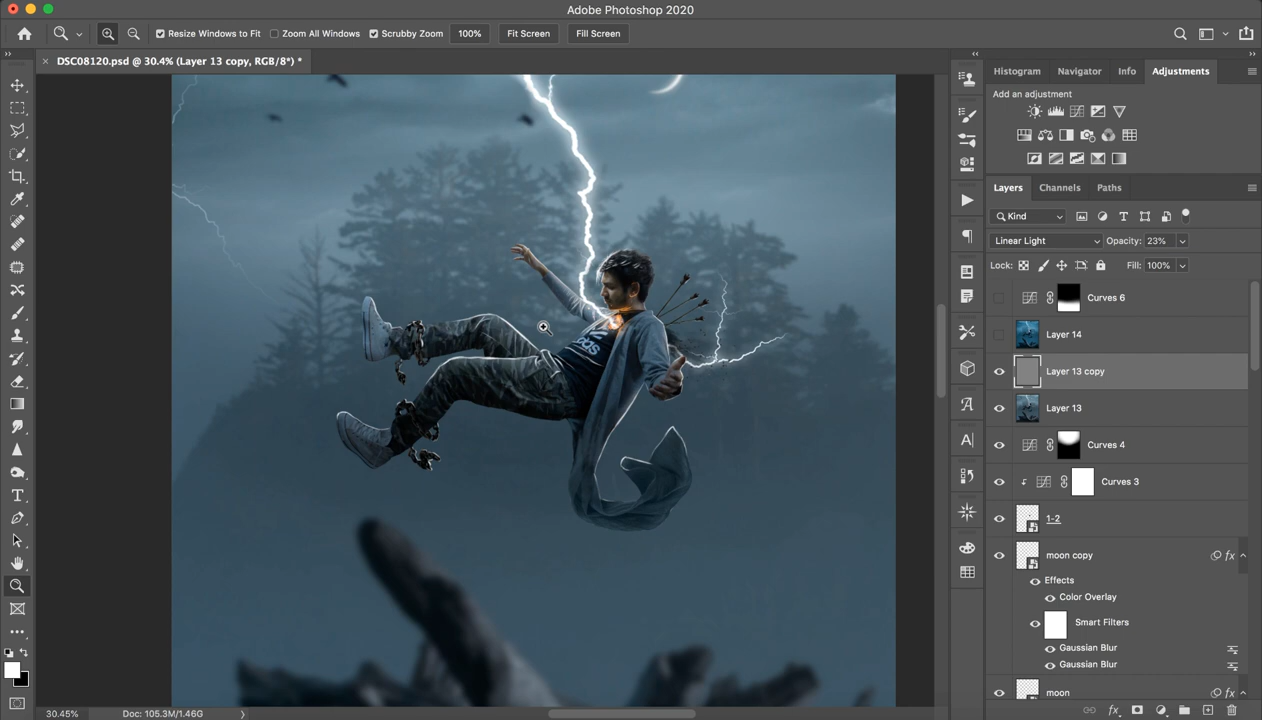 Adobe Photoshop 2020
Resize Windows to Fit Zoom All Windows Scrubby Zoom 100% Fit Screen Fill Screen
DSC08120.psd @ 30.4% (Layer 13 copy, RGB/8*) *
Histogram Navigator Info Adjustments
Add an adjustment
Layers Channels Paths
Kind
Linear Light Opacity: 23%
Lock: Fill: 100%
Curves 6
Layer 14
Layer 13 copy
Layer 13
Curves 4
Curves 3
1-2
moon copy fx
Effects
Color Overlay
Smart Filters
Gaussian Blur
Gaussian Blur
moon fx
adidas
30.45% Doc: 105.3M/1.46G
fx